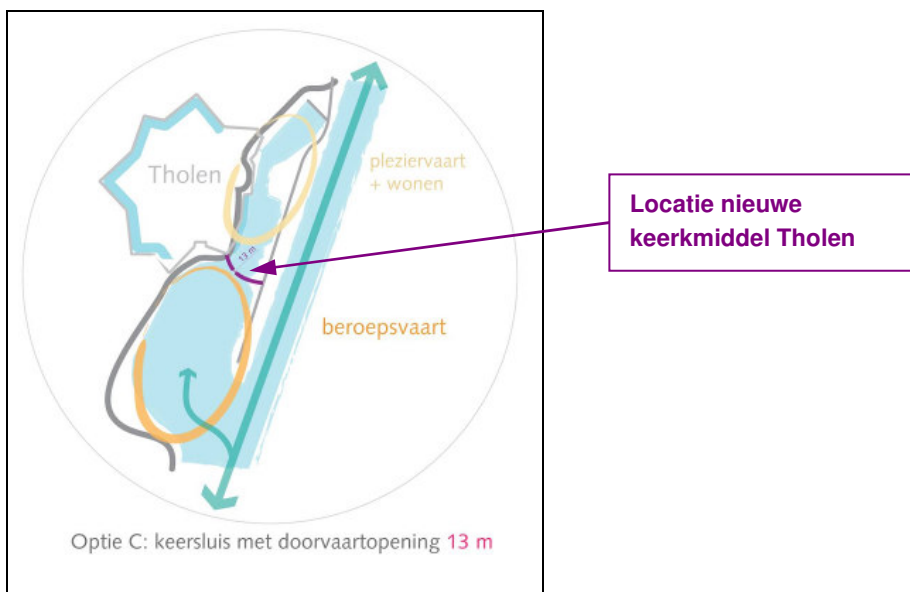 Tholen
pleziervaart
+ wonen
13 m
beroepsvaart
Optie C: keersluis met doorvaartopening 13 m
Locatie nieuwe
keerkmiddel Tholen